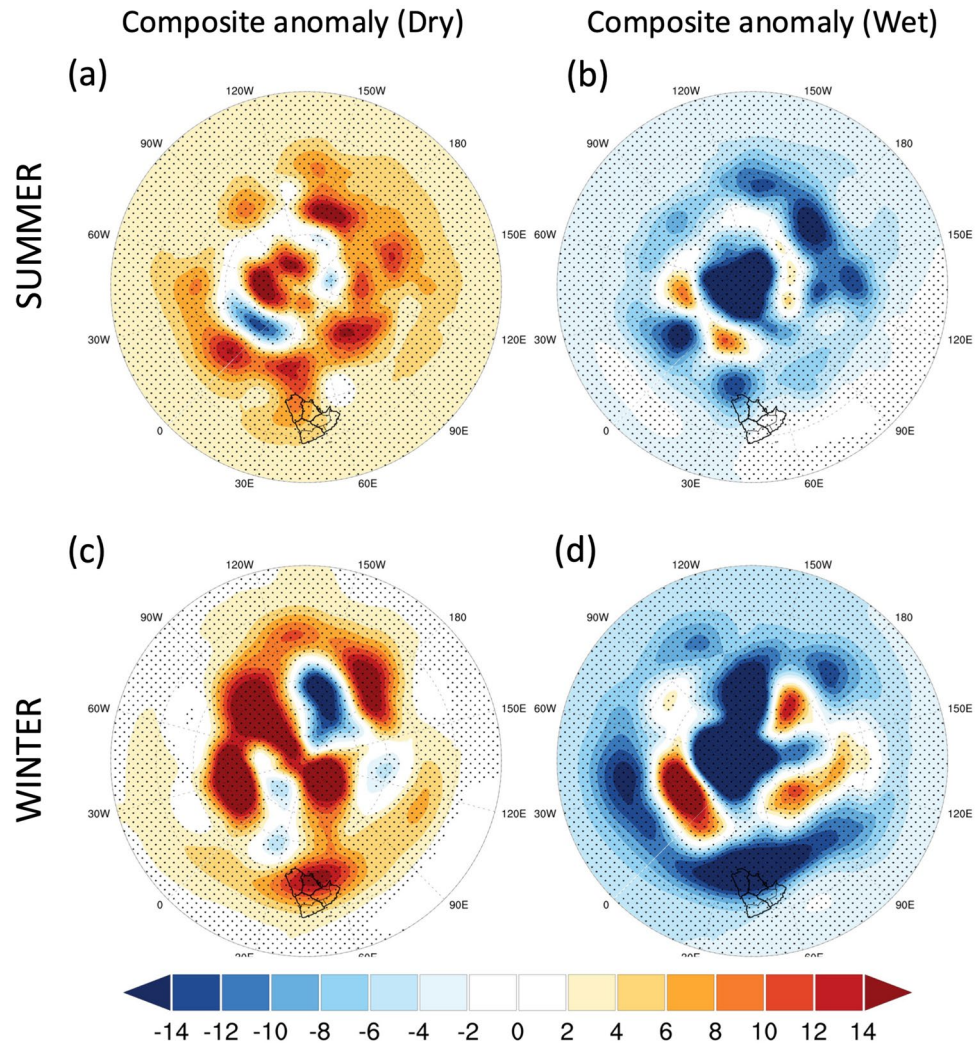 Composite anomaly (Dry) Composite anomaly (Wet)
SUMMER
(a) (b)
120W 150W 120W 150W
90W 180 90W 180
60W 150E 60W 150E
30W 120E 30W 120E
0 90E 0 90E
30E 60E 30E 60E
WINTER
(c) (d)
120W 150W 120W 150W
90W 180 90W 180
60W 150E 60W 150E
30W 120E 30W 120E
0 90E 0 90E
-14 -12 -10 -8 -6 -4 -2 0 2 4 6 8 10 12 14